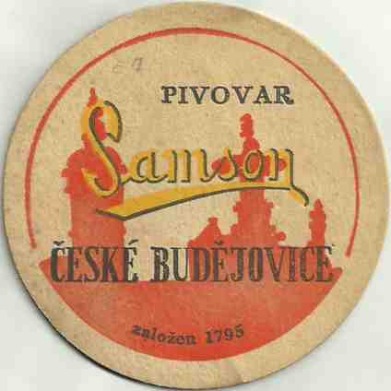 PIVOVAR
Samson
ČESKÉ BUDĚJOVICE
založen 1795